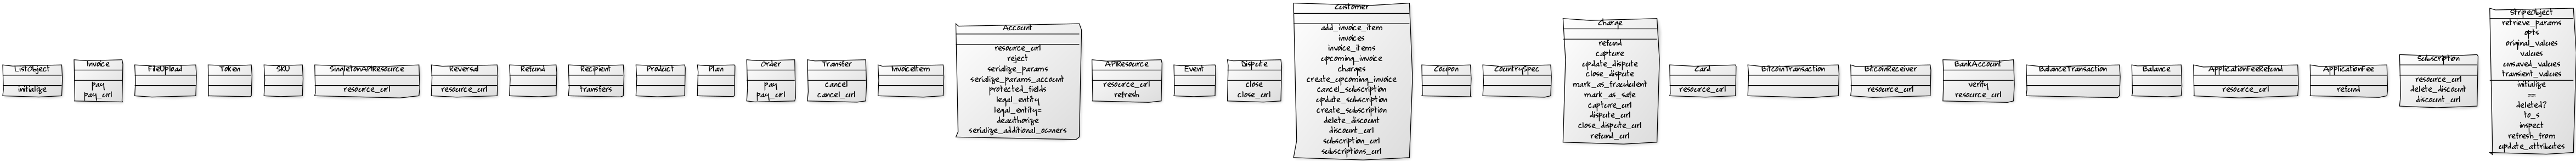 ListObject
initialize
Invoice
pay
pay_url
FileUpload
Token
SKU
SingletonAPIResource
resource_url
Reversal
resource_url
Refund
Recipient
transfers
Product
Plan
Order
pay
pay_url
Transfer
cancel
cancel_url
InvoiceItem
Account
resource_url
reject
serialize_params
serialize_params_account
protected_fields
legal_entity
legal_entity=
deauthorize
serialize_additional_owners
APIResource
resource_url
refresh
Event
Dispute
close
close_url
Customer
add_invoice_item
invoices
invoice_items
upcoming_invoice
charges
create_upcoming_invoice
cancel_subscription
update_subscription
create_subscription
delete_discount
discount_url
subscription_url
subscriptions_url
Coupon
CountrySpec
Charge
refund
capture
update_dispute
close_dispute
mark_as_fraudulent
mark_as_safe
capture_url
dispute_url
close_dispute_url
refund_url
Card
resource_url
BitcoinTransaction
BitcoinReceiver
resource_url
BankAccount
verify
resource_url
BalanceTransaction
Balance
ApplicationFeeRefund
resource_url
ApplicationFee
refund
Subscription
resource_url
delete_discount
discount_url
StripeObject
retrieve_params
opts
original_values
values
unsaved_values
transient_values
initialize
==
deleted?
to_s
inspect
refresh_from
update_attributes